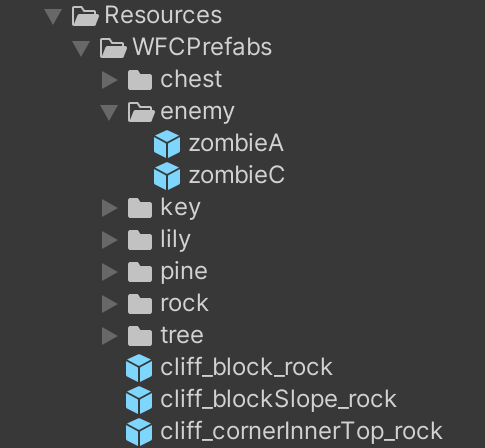 Resources
WFCPrefabs
chest
enemy
zombieA
zombieC
key
lily
pine
rock
tree
cliff_block_rock
cliff_blockSlope_rock
cliff_cornerInnerTop_rock